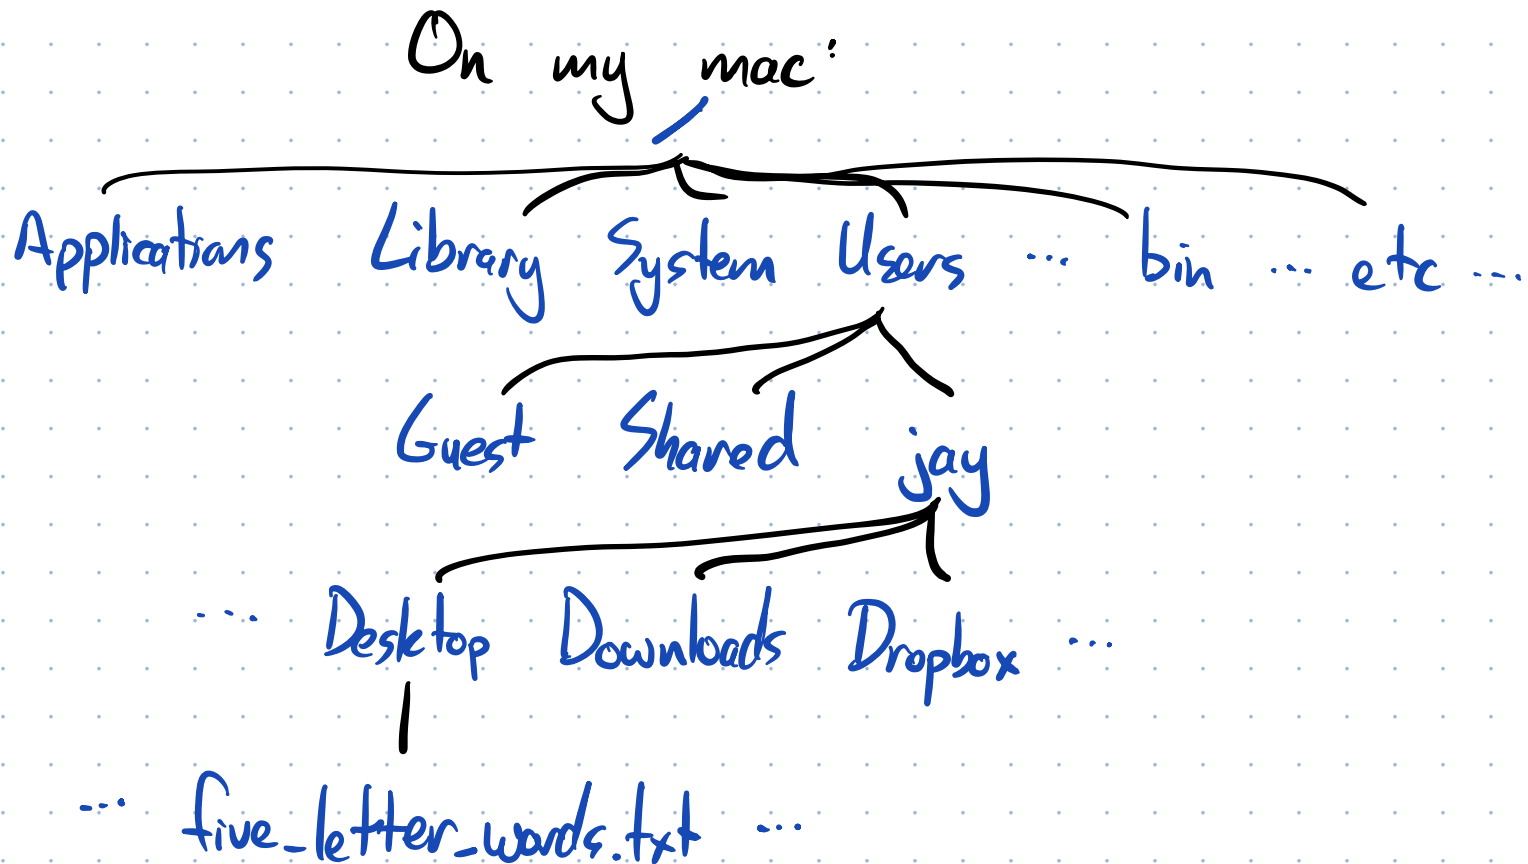 On my mac:
/
Applications Library System Users ... bin ... etc ...
Guest Shared jay
... Desktop Downloads Dropbox ...
... five_letter_words.txt ...